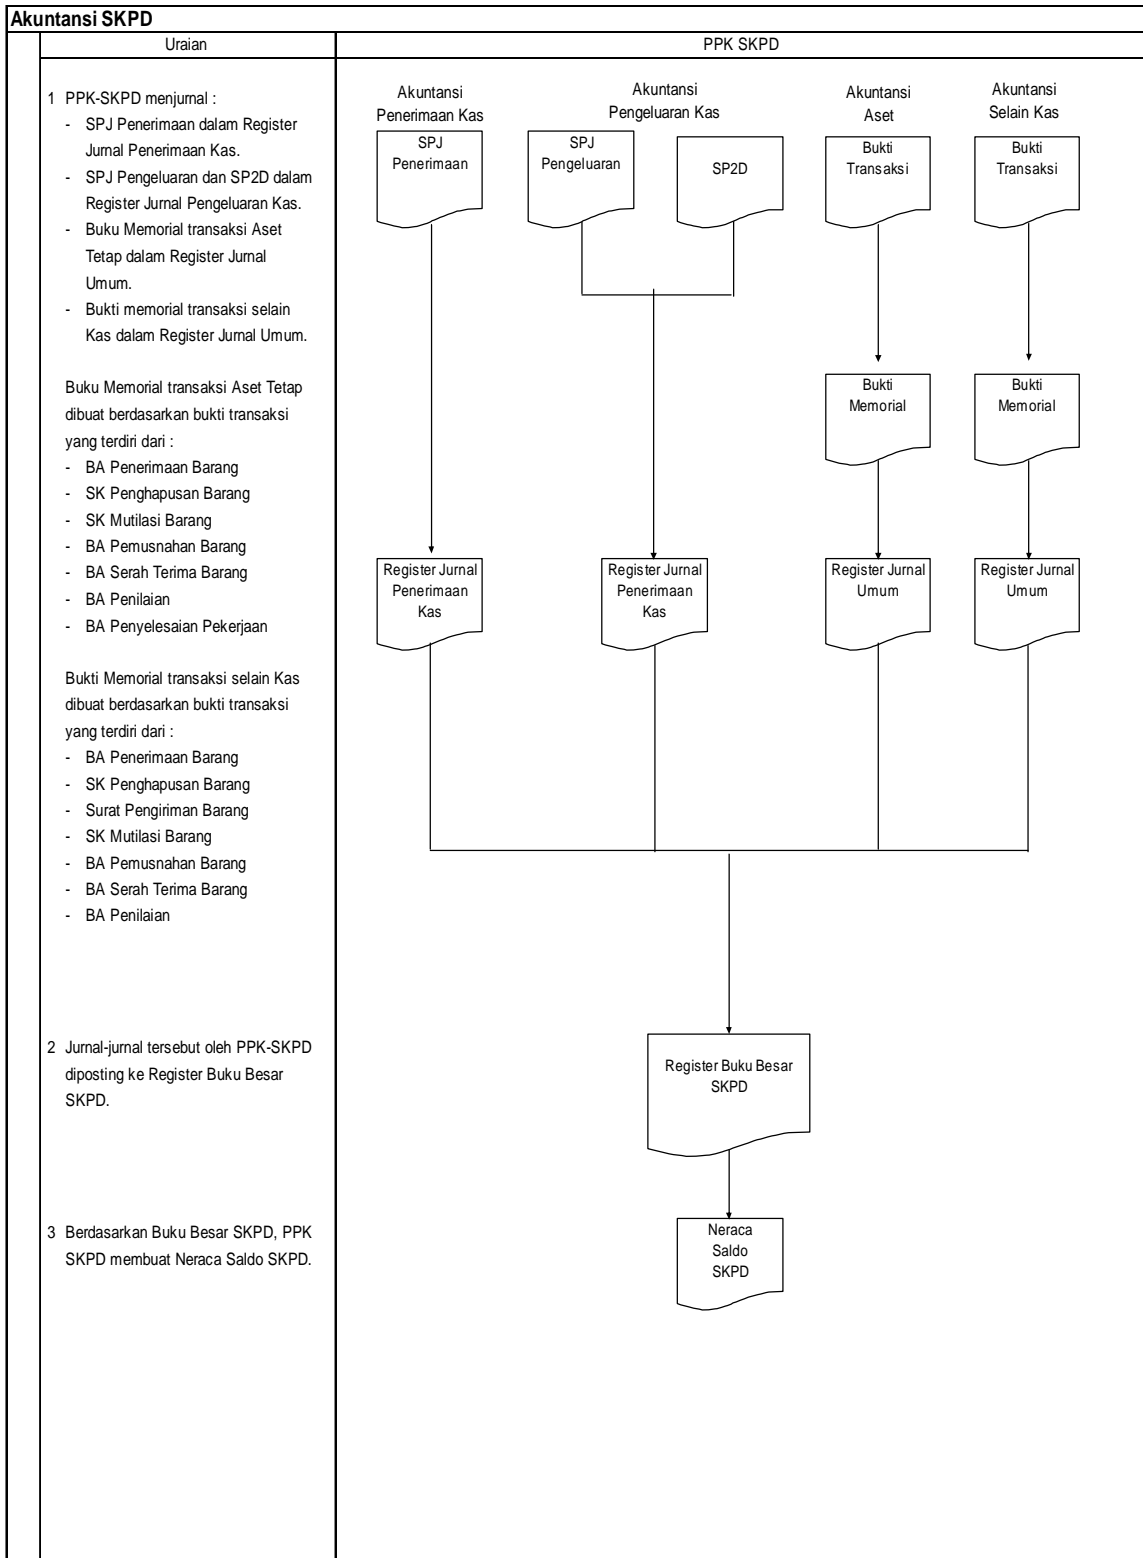 Akuntansi SKPD
Uraian
PPK SKPD
1 PPK-SKPD menjurnal :
- SPJ Penerimaan dalam Register
Jurnal Penerimaan Kas.
- SPJ Pengeluaran dan SP2D dalam
Register Jurnal Pengeluaran Kas.
- Buku Memorial transaksi Aset
Tetap dalam Register Jurnal
Umum.
- Bukti memorial transaksi selain
Kas dalam Register Jurnal Umum.
Buku Memorial transaksi Aset Tetap
dibuat berdasarkan bukti transaksi
yang terdiri dari :
- BA Penerimaan Barang
- SK Penghapusan Barang
- SK Mutilasi Barang
- BA Pemusnahan Barang
- BA Serah Terima Barang
- BA Penilaian
- BA Penyelesaian Pekerjaan
Bukti Memorial transaksi selain Kas
dibuat berdasarkan bukti transaksi
yang terdiri dari :
- BA Penerimaan Barang
- SK Penghapusan Barang
- Surat Pengiriman Barang
- SK Mutilasi Barang
- BA Pemusnahan Barang
- BA Serah Terima Barang
- BA Penilaian
2 Jurnal-jurnal tersebut oleh PPK-SKPD
diposting ke Register Buku Besar
SKPD.
3 Berdasarkan Buku Besar SKPD, PPK
SKPD membuat Neraca Saldo SKPD.
Akuntansi
Penerimaan Kas
Akuntansi
Pengeluaran Kas
Akuntansi
Aset
Akuntansi
Selain Kas
SPJ
Penerimaan
SPJ
Pengeluaran
SP2D
Bukti
Transaksi
Bukti
Transaksi
Bukti
Memorial
Bukti
Memorial
Register Jurnal
Penerimaan
Kas
Register Jurnal
Penerimaan
Kas
Register Jurnal
Umum
Register Jurnal
Umum
Register Buku Besar
SKPD
Neraca
Saldo
SKPD